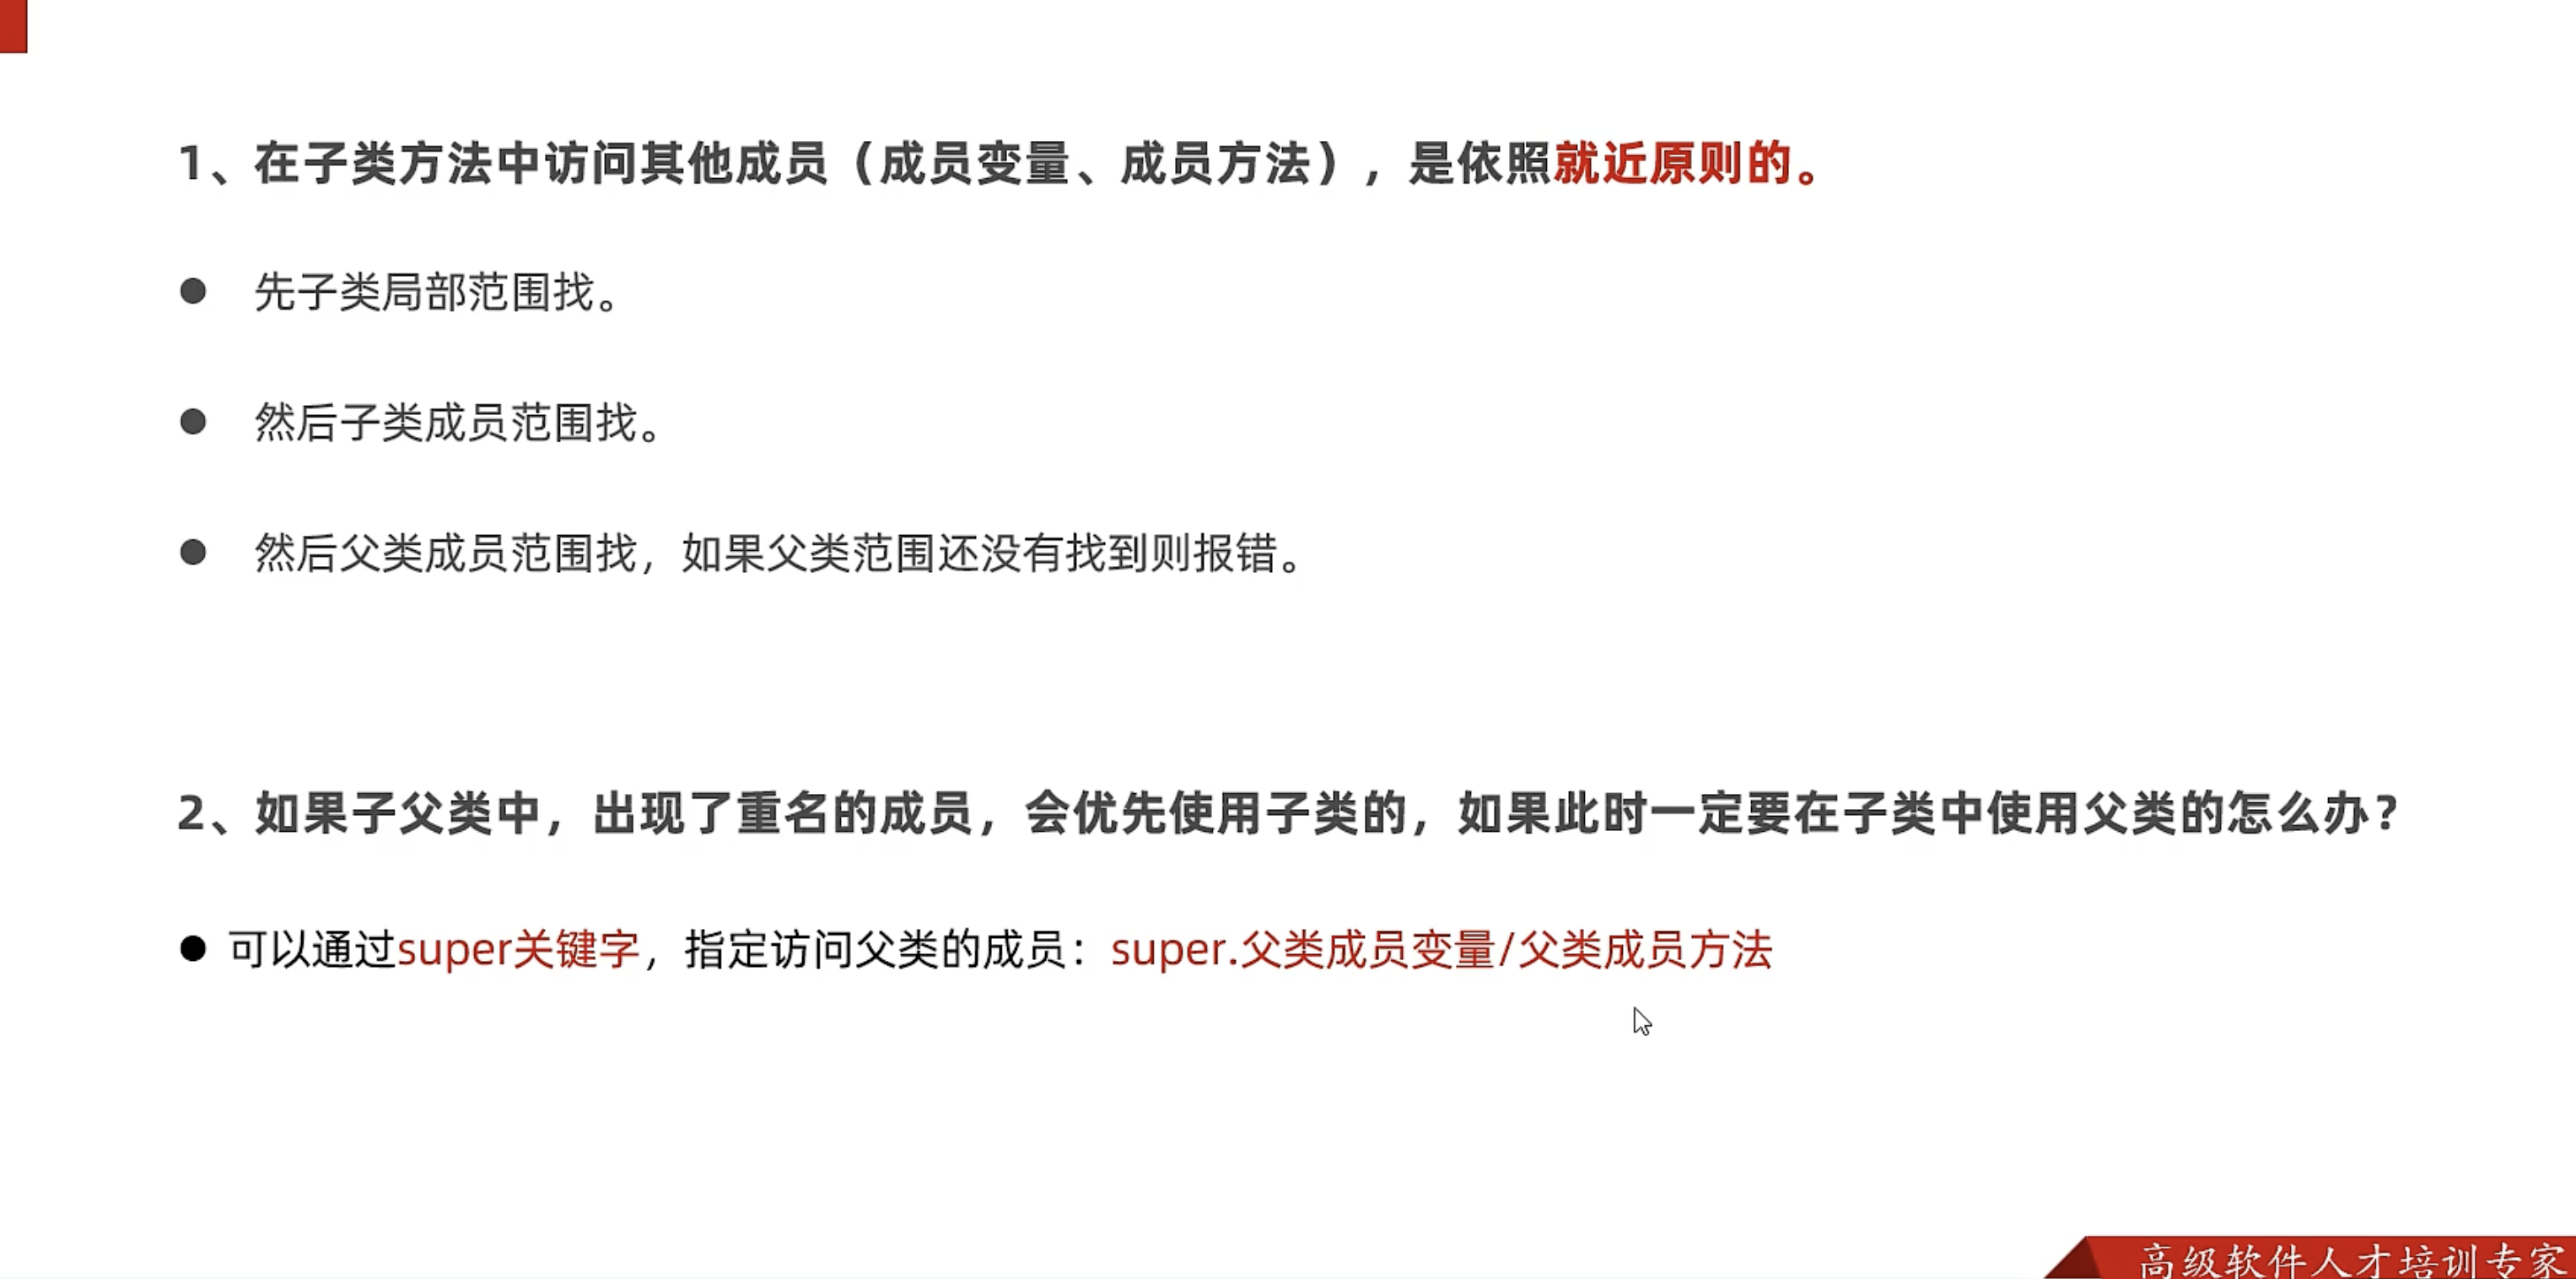 1、在子类方法中访问其他成员（成员变量、成员方法），是依照就近原则的。
● 先子类局部范围找。
● 然后子类成员范围找。
● 然后父类成员范围找，如果父类范围还没有找到则报错。
2、如果子父类中，出现了重名的成员，会优先使用子类的，如果此时一定要在子类中使用父类的怎么办？
● 可以通过super关键字，指定访问父类的成员：super.父类成员变量/父类成员方法
高级软件人才培训专家